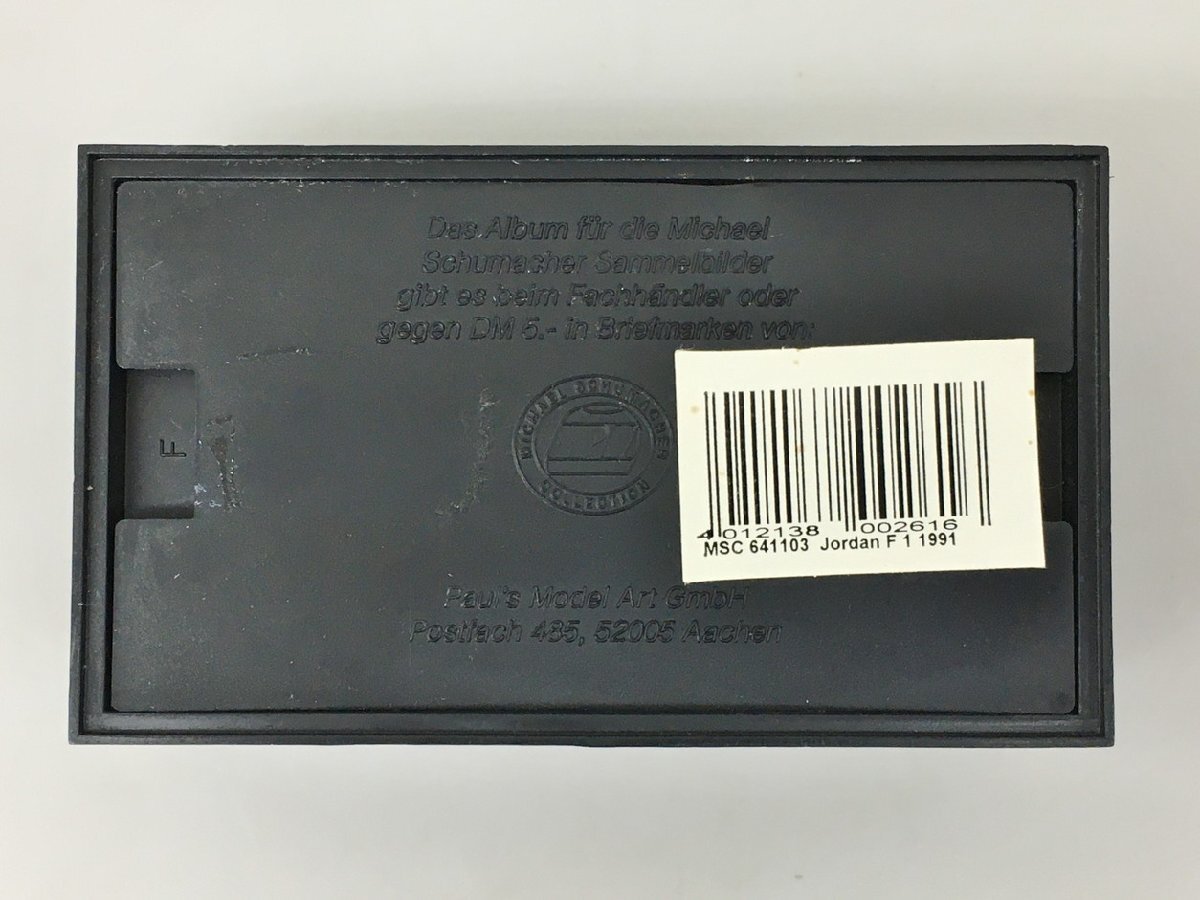 Das Album für die Michael
Schumacher Sammelbilder
gibt es beim Fachhändler oder
gegen DM 5.- in Briefmarken von:
F
MICHAEL SCHUMACHER
COLLECTION
4 012138 002616
MSC 641103 Jordan F 1 1991
Paul's Model Art GmbH
Postfach 485, 52005 Aachen